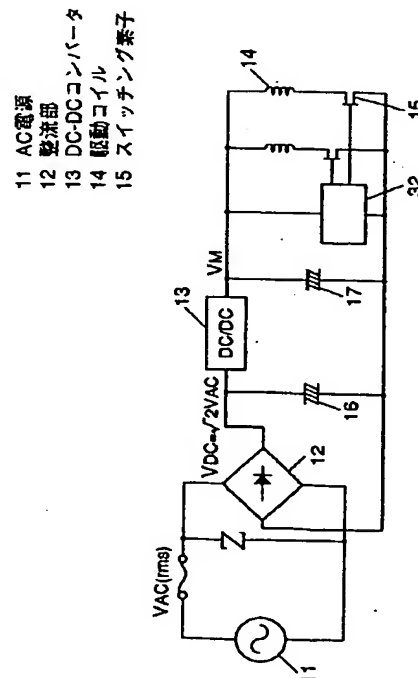 11 AC電源
12 整流部
13 DC-DCコンバータ
14 駆動コイル
15 スイッチング素子
VAC(rms)
11
12
VDC=√2VAC
13
DC/DC
VM
16
17
14
15
32